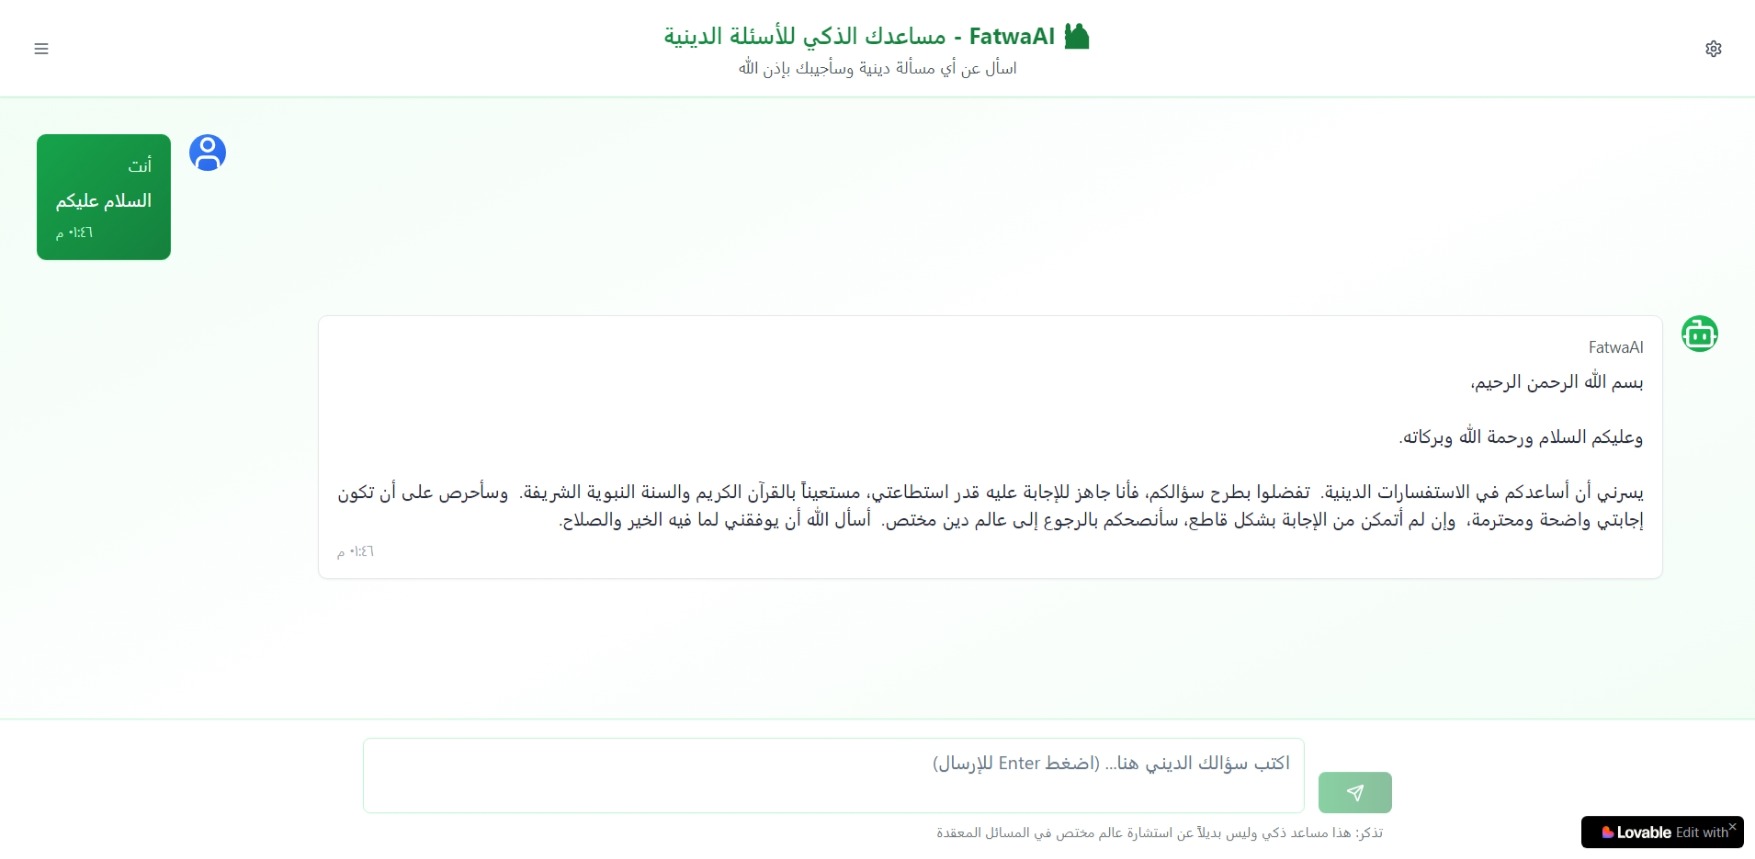 FatwaAI - مساعدك الذكي للأسئلة الدينية
اسأل عن أي مسألة دينية وسأجيبك بإذن الله
أنت
السلام عليكم
٠١:٤٦ م
FatwaAI
بسم الله الرحمن الرحيم،
وعليكم السلام ورحمة الله وبركاته.
يسرني أن أساعدكم في الاستفسارات الدينية. تفضلوا بطرح سؤالكم، فأنا جاهز للإجابة عليه قدر استطاعتي، مستعيناً بالقرآن الكريم والسنة النبوية الشريفة. وسأحرص على أن تكون
إجابتي واضحة ومحترمة، وإن لم أتمكن من الإجابة بشكل قاطع، سأنصحكم بالرجوع إلى عالم دين مختص. أسأل الله أن يوفقني لما فيه الخير والصلاح.
٠١:٤٦ م
اكتب سؤالك الديني هنا... (اضغط Enter للإرسال)
تذكر: هذا مساعد ذكي وليس بديلاً عن استشارة عالم مختص في المسائل المعقدة
Lovable Edit with